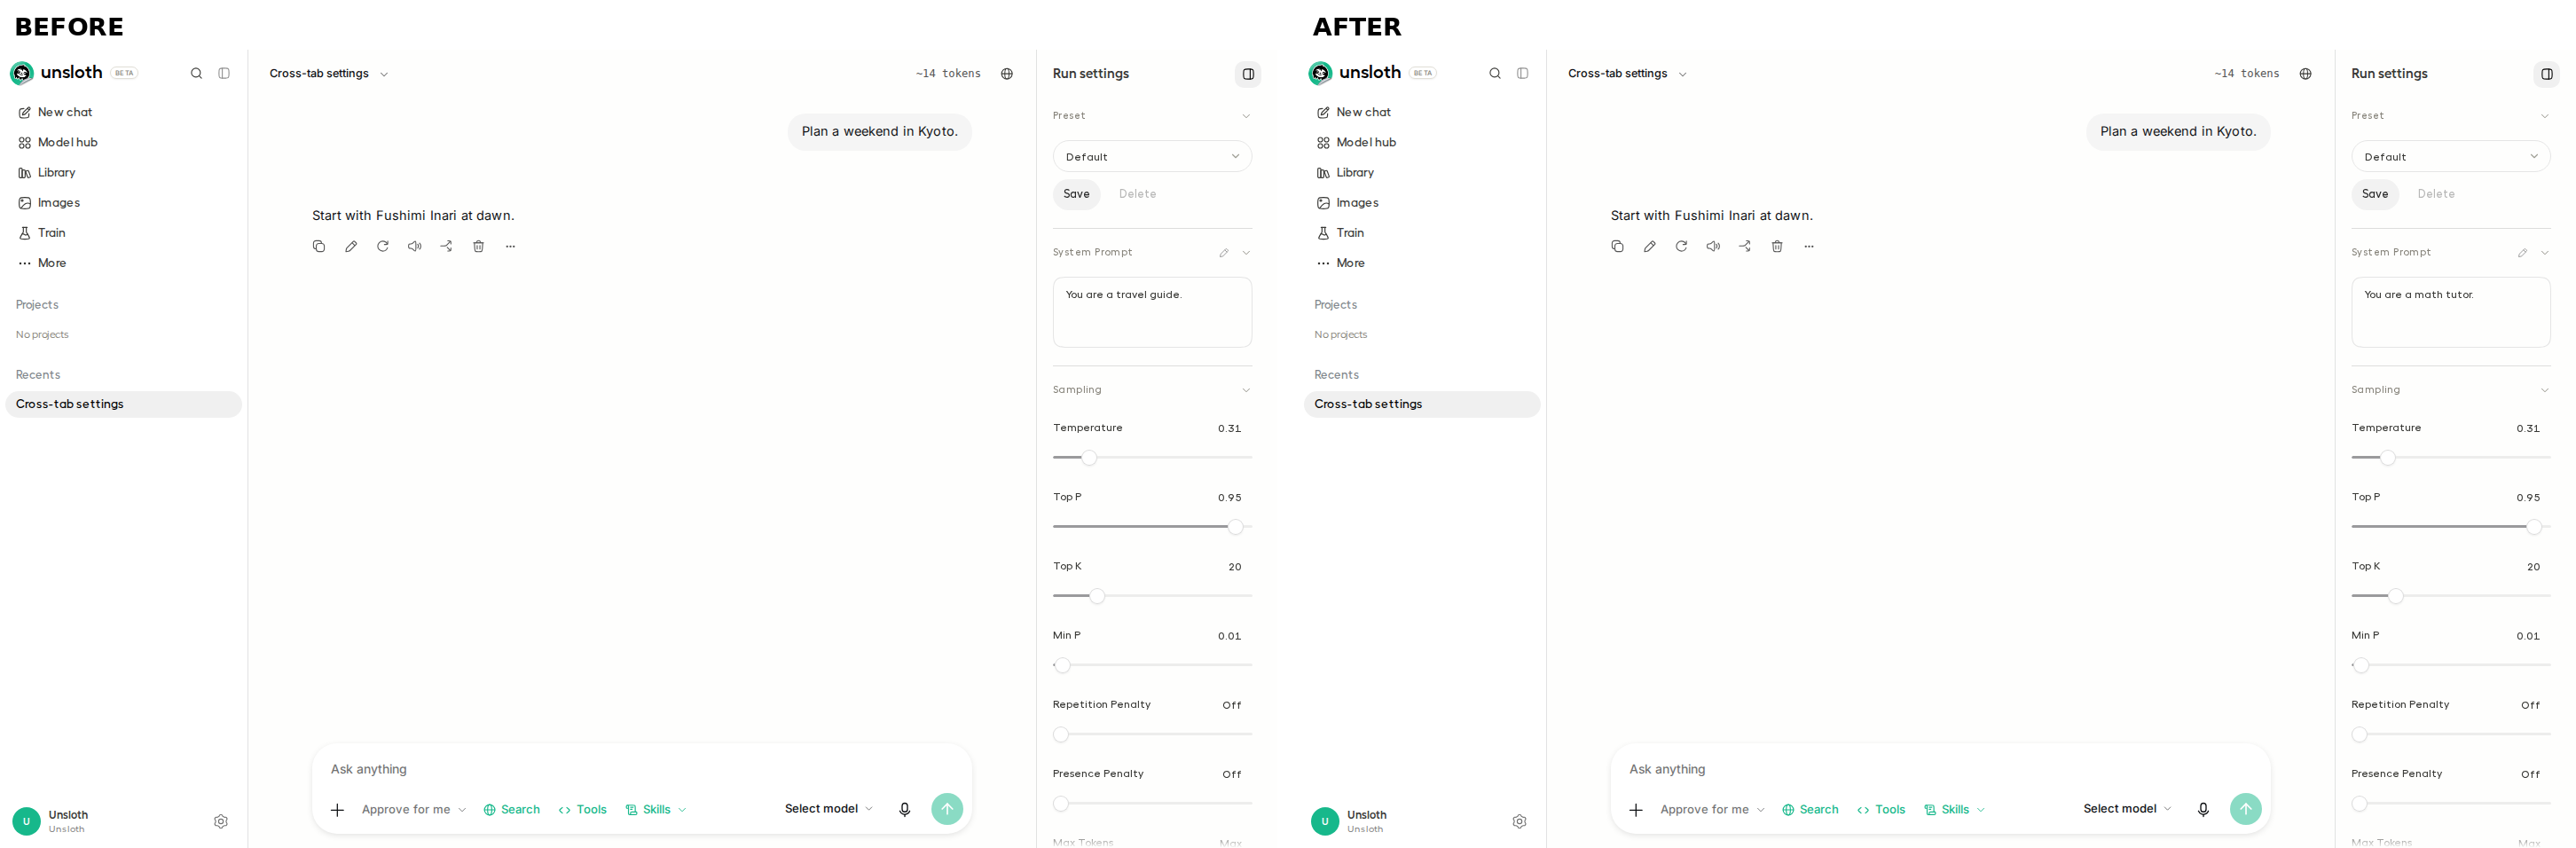 BEFORE
unsloth BETA
New chat
Model hub
Library
Images
Train
More
Projects
No projects
Recents
Cross-tab settings
U
Unsloth
Unsloth
Cross-tab settings
~14 tokens
Plan a weekend in Kyoto.
Start with Fushimi Inari at dawn.
Ask anything
Approve for me Search Tools Skills Select model
Run settings
Preset
Default
Save Delete
System Prompt
You are a travel guide.
Sampling
Temperature 0.31
Top P 0.95
Top K 20
Min P 0.01
Repetition Penalty Off
Presence Penalty Off
Max Tokens Max
AFTER
unsloth BETA
New chat
Model hub
Library
Images
Train
More
Projects
No projects
Recents
Cross-tab settings
U
Unsloth
Unsloth
Cross-tab settings
~14 tokens
Plan a weekend in Kyoto.
Start with Fushimi Inari at dawn.
Ask anything
Approve for me Search Tools Skills Select model
Run settings
Preset
Default
Save Delete
System Prompt
You are a math tutor.
Sampling
Temperature 0.31
Top P 0.95
Top K 20
Min P 0.01
Repetition Penalty Off
Presence Penalty Off
Max Tokens Max